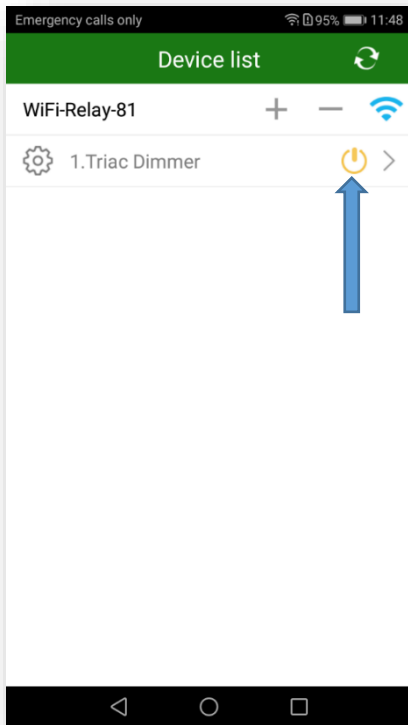 Emergency calls only 95% 11:48
Device list
WiFi-Relay-81
1.Triac Dimmer